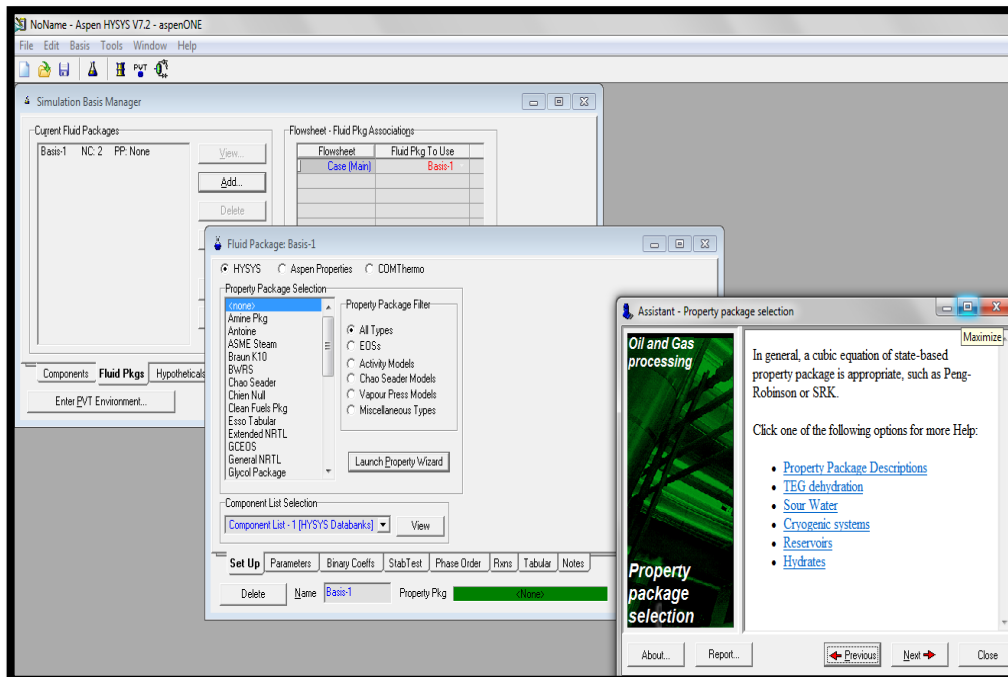 NoName - Aspen HYSYS V7.2 - aspenONE
File Edit Basis Tools Window Help
PVT
Simulation Basis Manager
Current Fluid Packages
Basis-1 NC: 2 PP: None
View...
Add...
Delete
Flowsheet - Fluid Pkg Associations
Flowsheet Fluid Pkg To Use
Case (Main) Basis-1
Components Fluid Pkgs Hypotheticals
Enter PVT Environment...
Fluid Package: Basis-1
HYSYS Aspen Properties COMThermo
Property Package Selection
<none>
Amine Pkg
Antoine
ASME Steam
Braun K10
BWRS
Chao Seader
Chien Null
Clean Fuels Pkg
Esso Tabular
Extended NRTL
GCEOS
General NRTL
Glycol Package
Property Package Filter
All Types
EOSs
Activity Models
Chao Seader Models
Vapour Press Models
Miscellaneous Types
Launch Property Wizard
Component List Selection
Component List - 1 [HYSYS Databanks] View
Set Up Parameters Binary Coeffs StabTest Phase Order Rxns Tabular Notes
Delete Name Basis-1 Property Pkg <None>
Assistant - Property package selection
Maximize
Oil and Gas
processing
Property
package
selection
In general, a cubic equation of state-based
property package is appropriate, such as Peng-
Robinson or SRK.
Click one of the following options for more Help:
Property Package Descriptions
TEG dehydration
Sour Water
Cryogenic systems
Reservoirs
Hydrates
About... Report... Previous Next Close